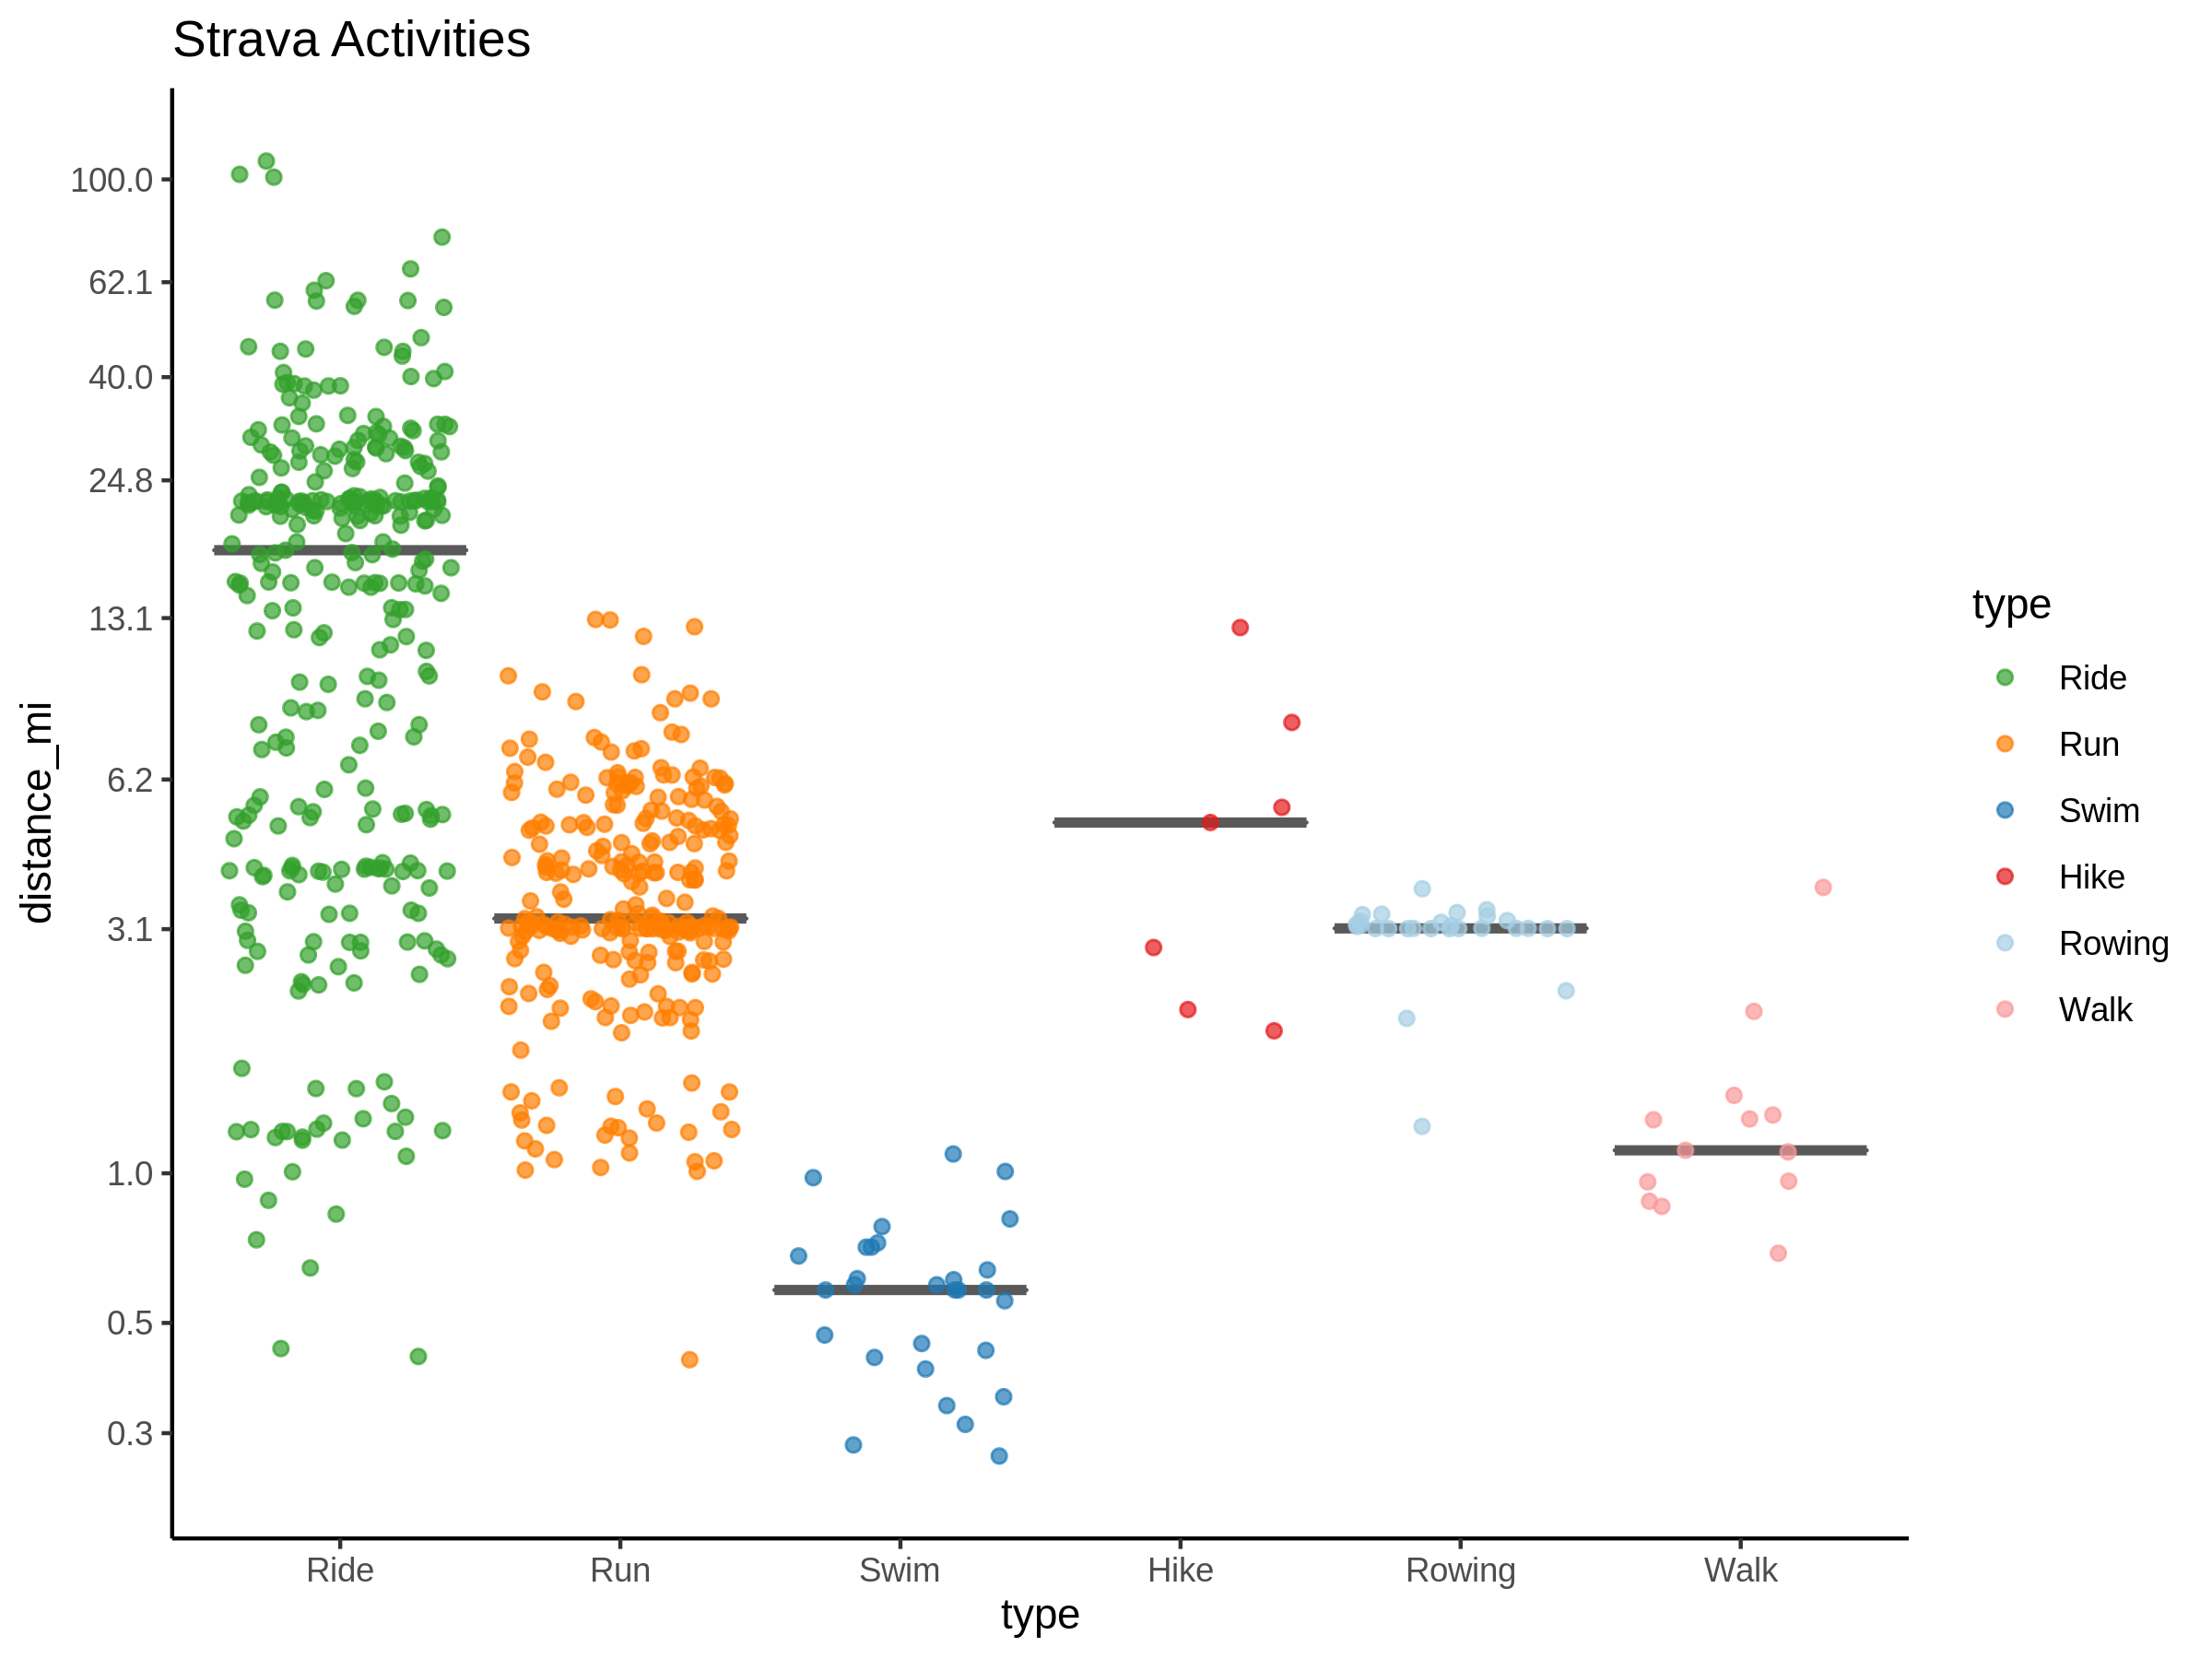 Strava Activities
distance_mi
100.0
62.1
40.0
24.8
13.1
6.2
3.1
1.0
0.5
0.3
Ride Run Swim Hike Rowing Walk
type
type
Ride
Run
Swim
Hike
Rowing
Walk